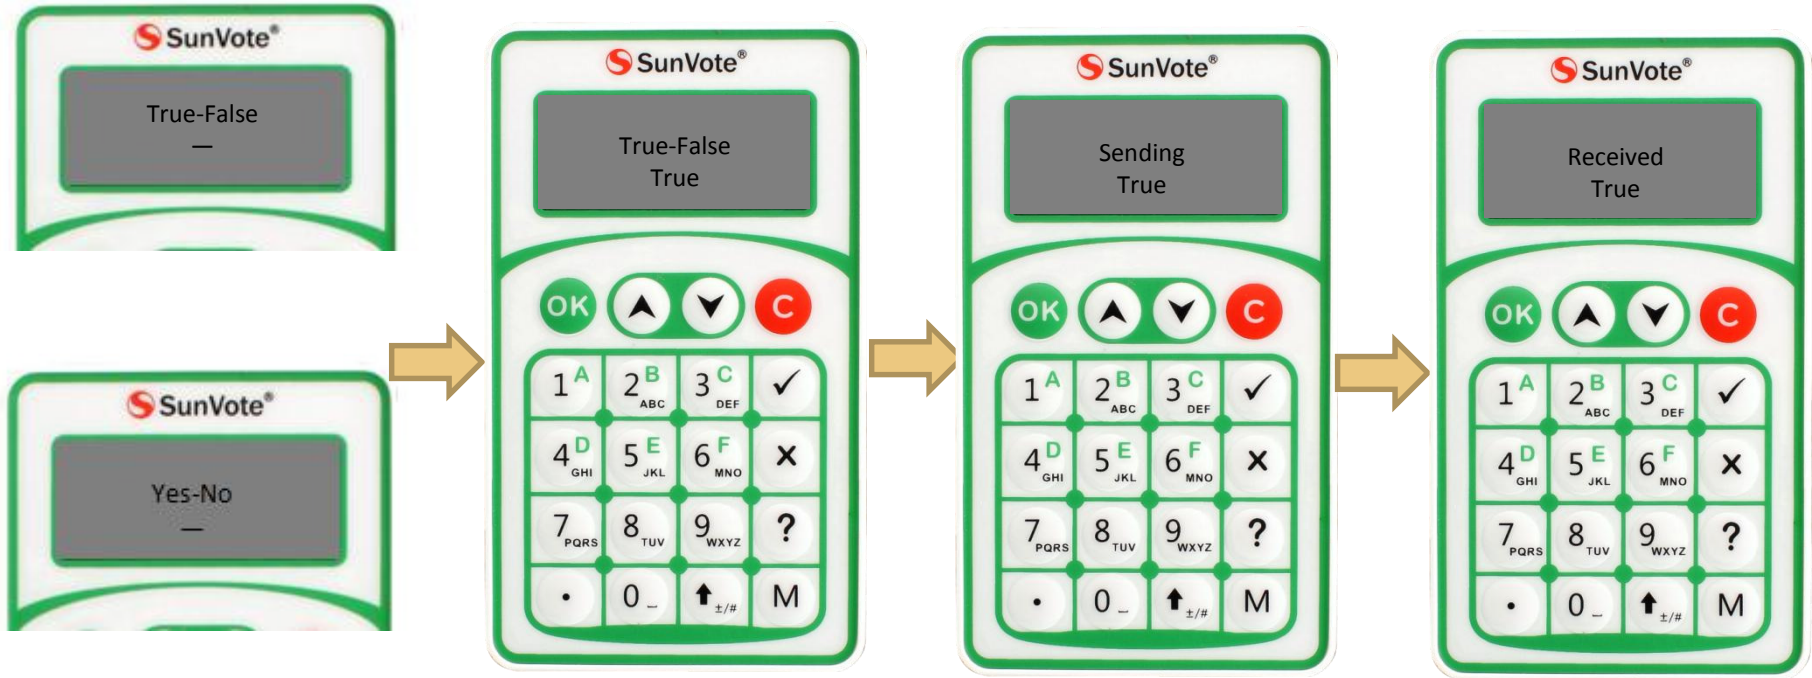 SunVote®
True-False
—
SunVote®
Yes-No
—
SunVote®
True-False
True
OK C
1 A 2 B ABC 3 C DEF ✓
4 D GHI 5 E JKL 6 F MNO X
7 PQRS 8 TUV 9 WXYZ ?
. 0 _ ↑ ±/# M
SunVote®
Sending
True
OK C
1 A 2 B ABC 3 C DEF ✓
4 D GHI 5 E JKL 6 F MNO X
7 PQRS 8 TUV 9 WXYZ ?
. 0 _ ↑ ±/# M
SunVote®
Received
True
OK C
1 A 2 B ABC 3 C DEF ✓
4 D GHI 5 E JKL 6 F MNO X
7 PQRS 8 TUV 9 WXYZ ?
. 0 _ ↑ ±/# M